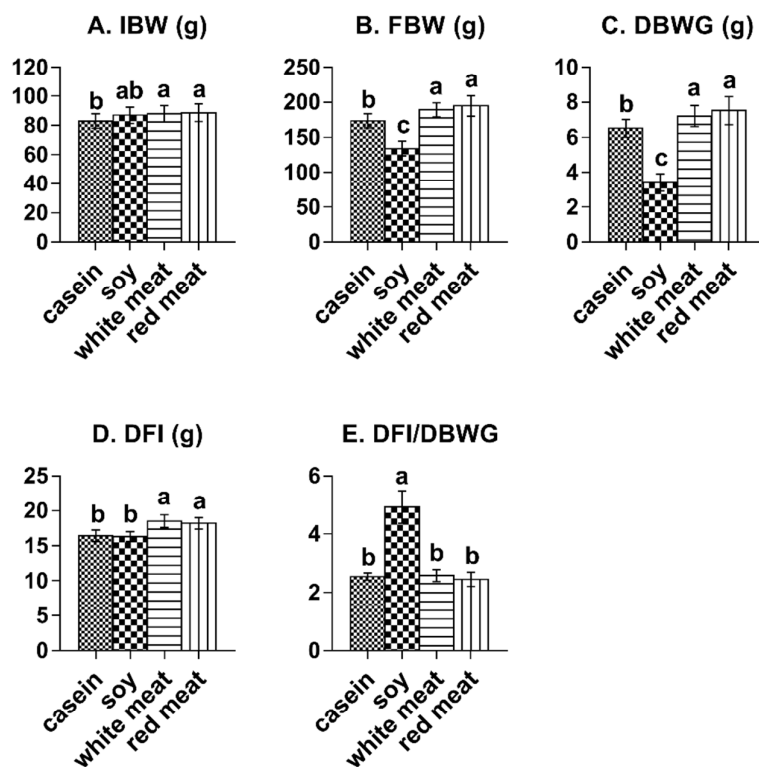 A. IBW (g)
120
100
80
60
40
20
0
b
ab
a
a
casein
soy
white meat
red meat
B. FBW (g)
250
200
150
100
50
0
b
c
a
a
casein
soy
white meat
red meat
C. DBWG (g)
10
8
6
4
2
0
b
c
a
a
casein
soy
white meat
red meat
D. DFI (g)
25
20
15
10
5
0
b
b
a
a
casein
soy
white meat
red meat
E. DFI/DBWG
6
4
2
0
b
a
b
b
casein
soy
white meat
red meat